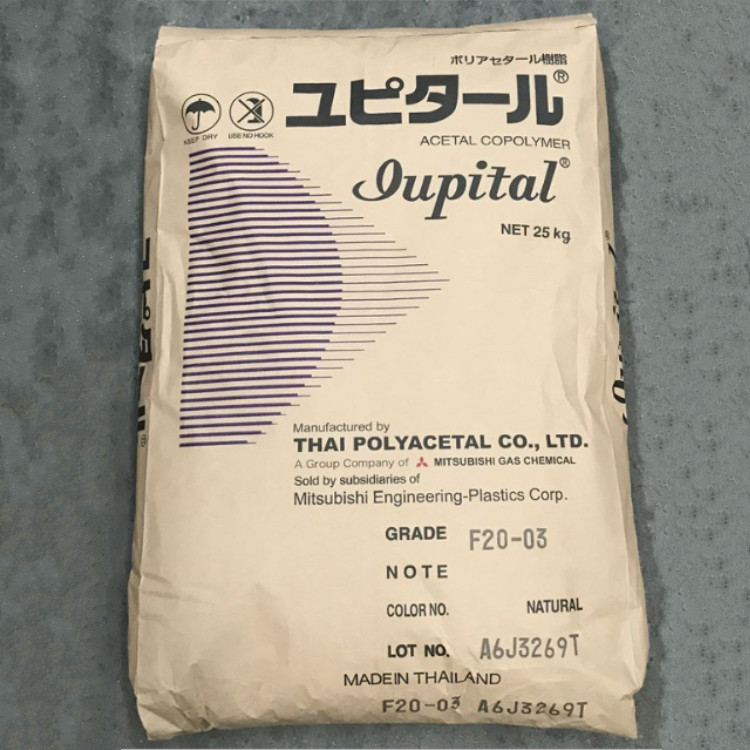 ポリアセタール樹脂
ユピタール®
KEEP DRY
USE NO HOOK
ACETAL COPOLYMER
Iupital®
NET 25 kg
Manufactured by
THAI POLYACETAL CO., LTD.
A Group Company of MITSUBISHI GAS CHEMICAL
Sold by subsidiaries of
Mitsubishi Engineering-Plastics Corp.
GRADE F20-03
NOTE
COLOR NO. NATURAL
LOT NO. A6J3269T
MADE IN THAILAND
F20-03 A6J3269T